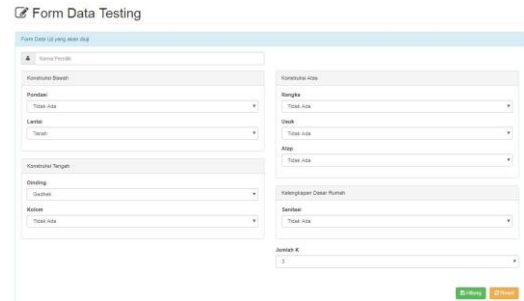 Form Data Testing
Form Data Uji yang akan diuji
Nama Pemilik
Konstruksi Bawah
Pondasi
Tidak Ada
Lantai
Tanah
Konstruksi Tengah
Dinding
Gedhek
Kolom
Tidak Ada
Konstruksi Atas
Rangka
Tidak Ada
Usuk
Tidak Ada
Atap
Tidak Ada
Kelengkapan Dasar Rumah
Sanitasi
Tidak Ada
Jumlah K
3
Hitung
Reset